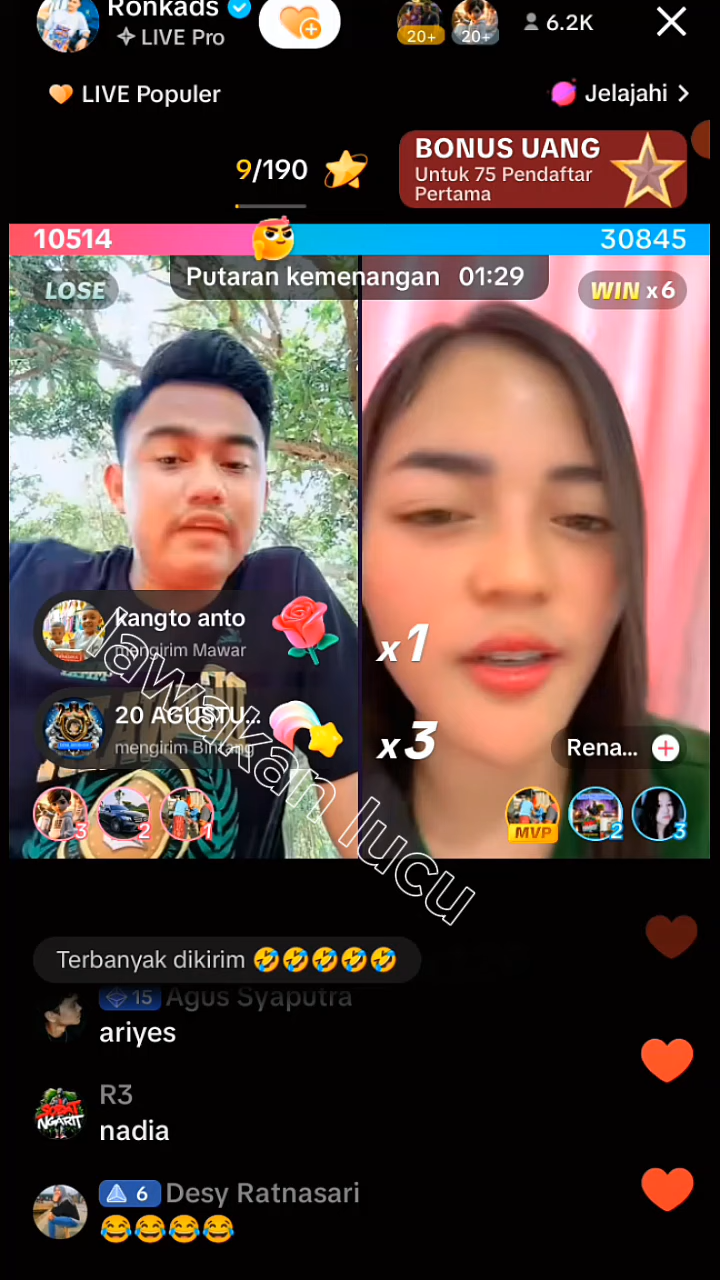 Ronkads
LIVE Pro
20+
20+
6.2K
LIVE Populer
Jelajahi
9/190
BONUS UANG
Untuk 75 Pendaftar
Pertama
10514
30845
Putaran kemenangan 01:29
LOSE
WIN x6
kangto anto
mengirim Mawar
x1
20 AGUSTU...
mengirim Bintang
x3
Rena...
3
2
1
MVP
2
3
lawakan lucu
Terbanyak dikirim 🤣🤣🤣🤣🤣
15 Agus Syaputra
ariyes
R3
nadia
SOBAT
NGARIT
6 Desy Ratnasari
😂😂😂😂